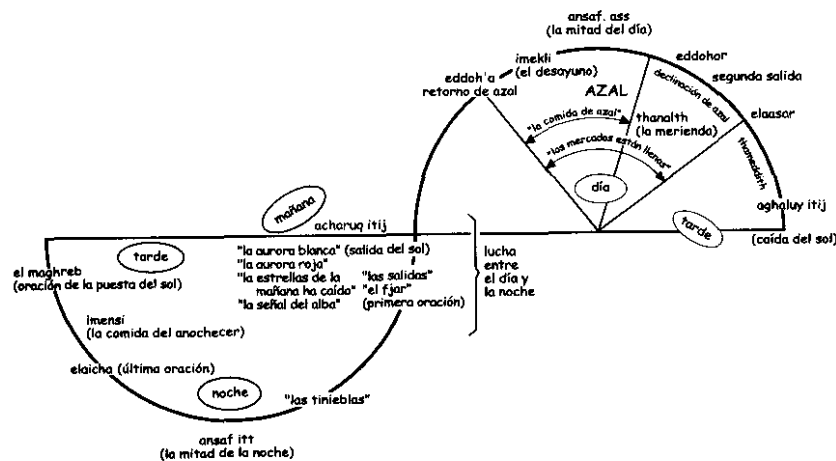 ansaf. ass
(la mitad del día)
imekli
(el desayuno)
eddoh'a
retorno de azal
eddohor
segunda salida
elaasar
AZAL
declinación de azal
"la comida de azal"
thanalth
(la merienda)
"los mercados están llenos"
thameddith
día
aghaluy itij
tarde
(caída del sol)
mañana
acharuq itij
tarde
"la aurora blanca" (salida del sol)
"la aurora roja"
"la estrellas de la
mañana ha caído"
"la señal del alba"
"las salidas"
"el fjar"
(primera oración)
lucha
entre
el día y
la noche
el maghreb
(oración de la puesta del sol)
imensi
(la comida del anochecer)
elaicha (última oración)
noche
"las tinieblas"
ansaf itt
(la mitad de la noche)